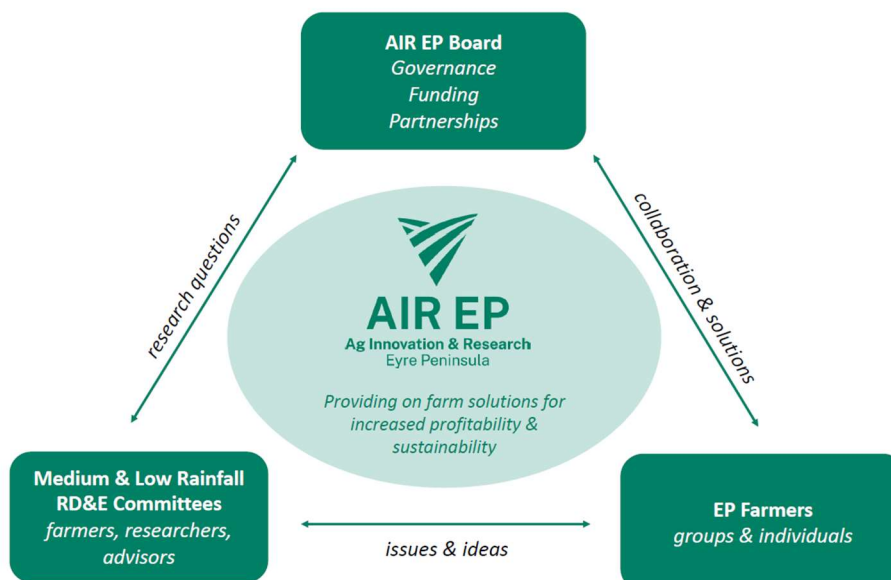 AIR EP Board
Governance
Funding
Partnerships
research questions
collaboration & solutions
AIR EP
Ag Innovation & Research
Eyre Peninsula
Providing on farm solutions for
increased profitability &
sustainability
Medium & Low Rainfall
RD&E Committees
farmers, researchers,
advisors
issues & ideas
EP Farmers
groups & individuals